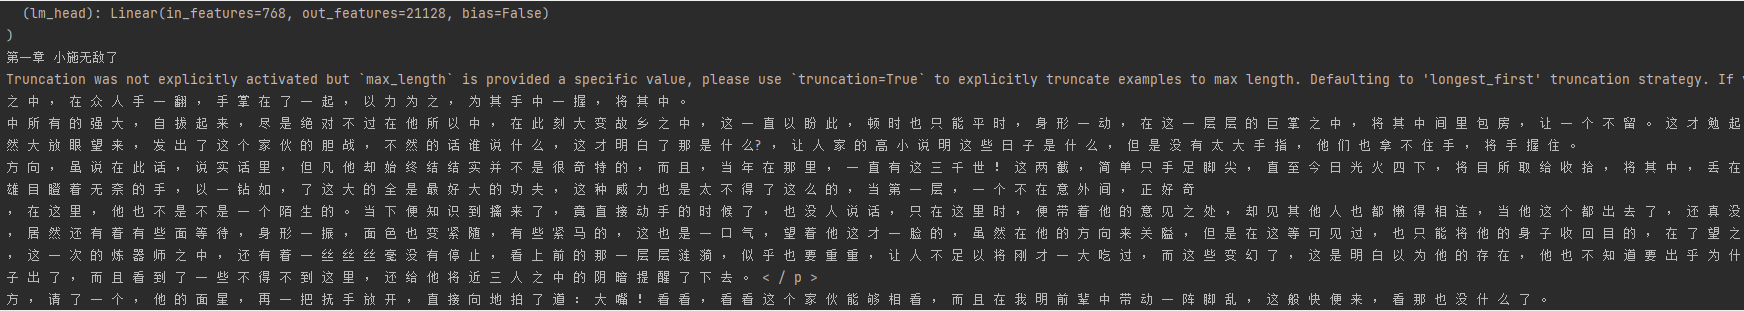 (lm_head): Linear(in_features=768, out_features=21128, bias=False)
)
第一章 小施无敌了
Truncation was not explicitly activated but `max_length` is provided a specific value, please use `truncation=True` to explicitly truncate examples to max length. Defaulting to 'longest_first' truncation strategy. If
之 中 ， 在 众 人 手 一 翻 ， 手 掌 在 了 一 起 ， 以 力 为 之 ， 为 其 手 中 一 握 ， 将 其 中 。
中 所 有 的 强 大 ， 自 拔 起 来 ， 尽 是 绝 对 不 过 在 他 所 以 中 ， 在 此 刻 大 变 故 乡 之 中 ， 这 一 直 以 盼 此 ， 顿 时 也 只 能 平 时 ， 身 形 一 动 ， 在 这 一 层 层 的 巨 掌 之 中 ， 将 其 中 间 里 包 房 ， 让 一 个 不 留 。 这 才 勉 起
然 大 放 眼 望 来 ， 发 出 了 这 个 家 伙 的 胆 战 ， 不 然 的 话 谁 说 什 么 ， 这 才 明 白 了 那 是 什 么? ， 让 人 家 的 高 小 说 明 这 些 日 子 是 什 么 ， 但 是 没 有 太 大 手 指 ， 他 们 也 拿 不 住 手 ， 将 手 握 住 。
方 向 ， 虽 说 在 此 话 ， 说 实 话 里 ， 但 凡 他 却 始 终 结 结 实 并 不 是 很 奇 特 的 ， 而 且 ， 当 年 在 那 里 ， 一 直 有 这 三 千 世 ！ 这 两 截 ， 简 单 只 手 足 脚 尖 ， 直 至 今 日 光 火 四 下 ， 将 目 所 取 给 收 拾 ， 将 其 中 ， 丢 在
雄 目 瞪 着 无 奈 的 手 ， 以 一 钻 如 ， 了 这 大 的 全 是 最 好 大 的 功 夫 ， 这 种 威 力 也 是 太 不 得 了 这 么 的 ， 当 第 一 层 ， 一 个 不 在 意 外 间 ， 正 好 奇
， 在 这 里 ， 他 也 不 是 不 是 一 个 陌 生 的 。 当 下 便 知 识 到 擒 来 了 ， 竟 直 接 动 手 的 时 候 了 ， 也 没 人 说 话 ， 只 在 这 里 时 ， 便 带 着 他 的 意 见 之 处 ， 却 见 其 他 人 也 都 懒 得 相 连 ， 当 他 这 个 都 出 去 了 ， 还 真 没
， 居 然 还 有 着 有 些 面 等 待 ， 身 形 一 振 ， 面 色 也 变 紧 随 ， 有 些 紧 马 的 ， 这 也 是 一 口 气 ， 望 着 他 这 才 一 脸 的 ， 虽 然 在 他 的 方 向 来 关 隘 ， 但 是 在 这 等 可 见 过 ， 也 只 能 将 他 的 身 子 收 回 目 的 ， 在 了 望 之
， 这 一 次 的 炼 器 师 之 中 ， 还 有 着 一 丝 丝 丝 毫 没 有 停 止 ， 看 上 前 的 那 一 层 层 涟 漪 ， 似 乎 也 要 重 重 ， 让 人 不 足 以 将 刚 才 一 大 吃 过 ， 而 这 些 变 幻 了 ， 这 是 明 白 以 为 他 的 存 在 ， 他 也 不 知 道 要 出 乎 为 什
子 出 了 ， 而 且 看 到 了 一 些 不 得 不 到 这 里 ， 还 给 他 将 近 三 人 之 中 的 阴 暗 提 醒 了 下 去 。 < / p >
方 ， 请 了 一 个 ， 他 的 面 星 ， 再 一 把 抚 手 放 开 ， 直 接 向 地 拍 了 道 ： 大 嘴 ！ 看 看 ， 看 看 这 个 家 伙 能 够 相 看 ， 而 且 在 我 明 前 辈 中 带 动 一 阵 脚 乱 ， 这 般 快 便 来 ， 看 那 也 没 什 么 了 。